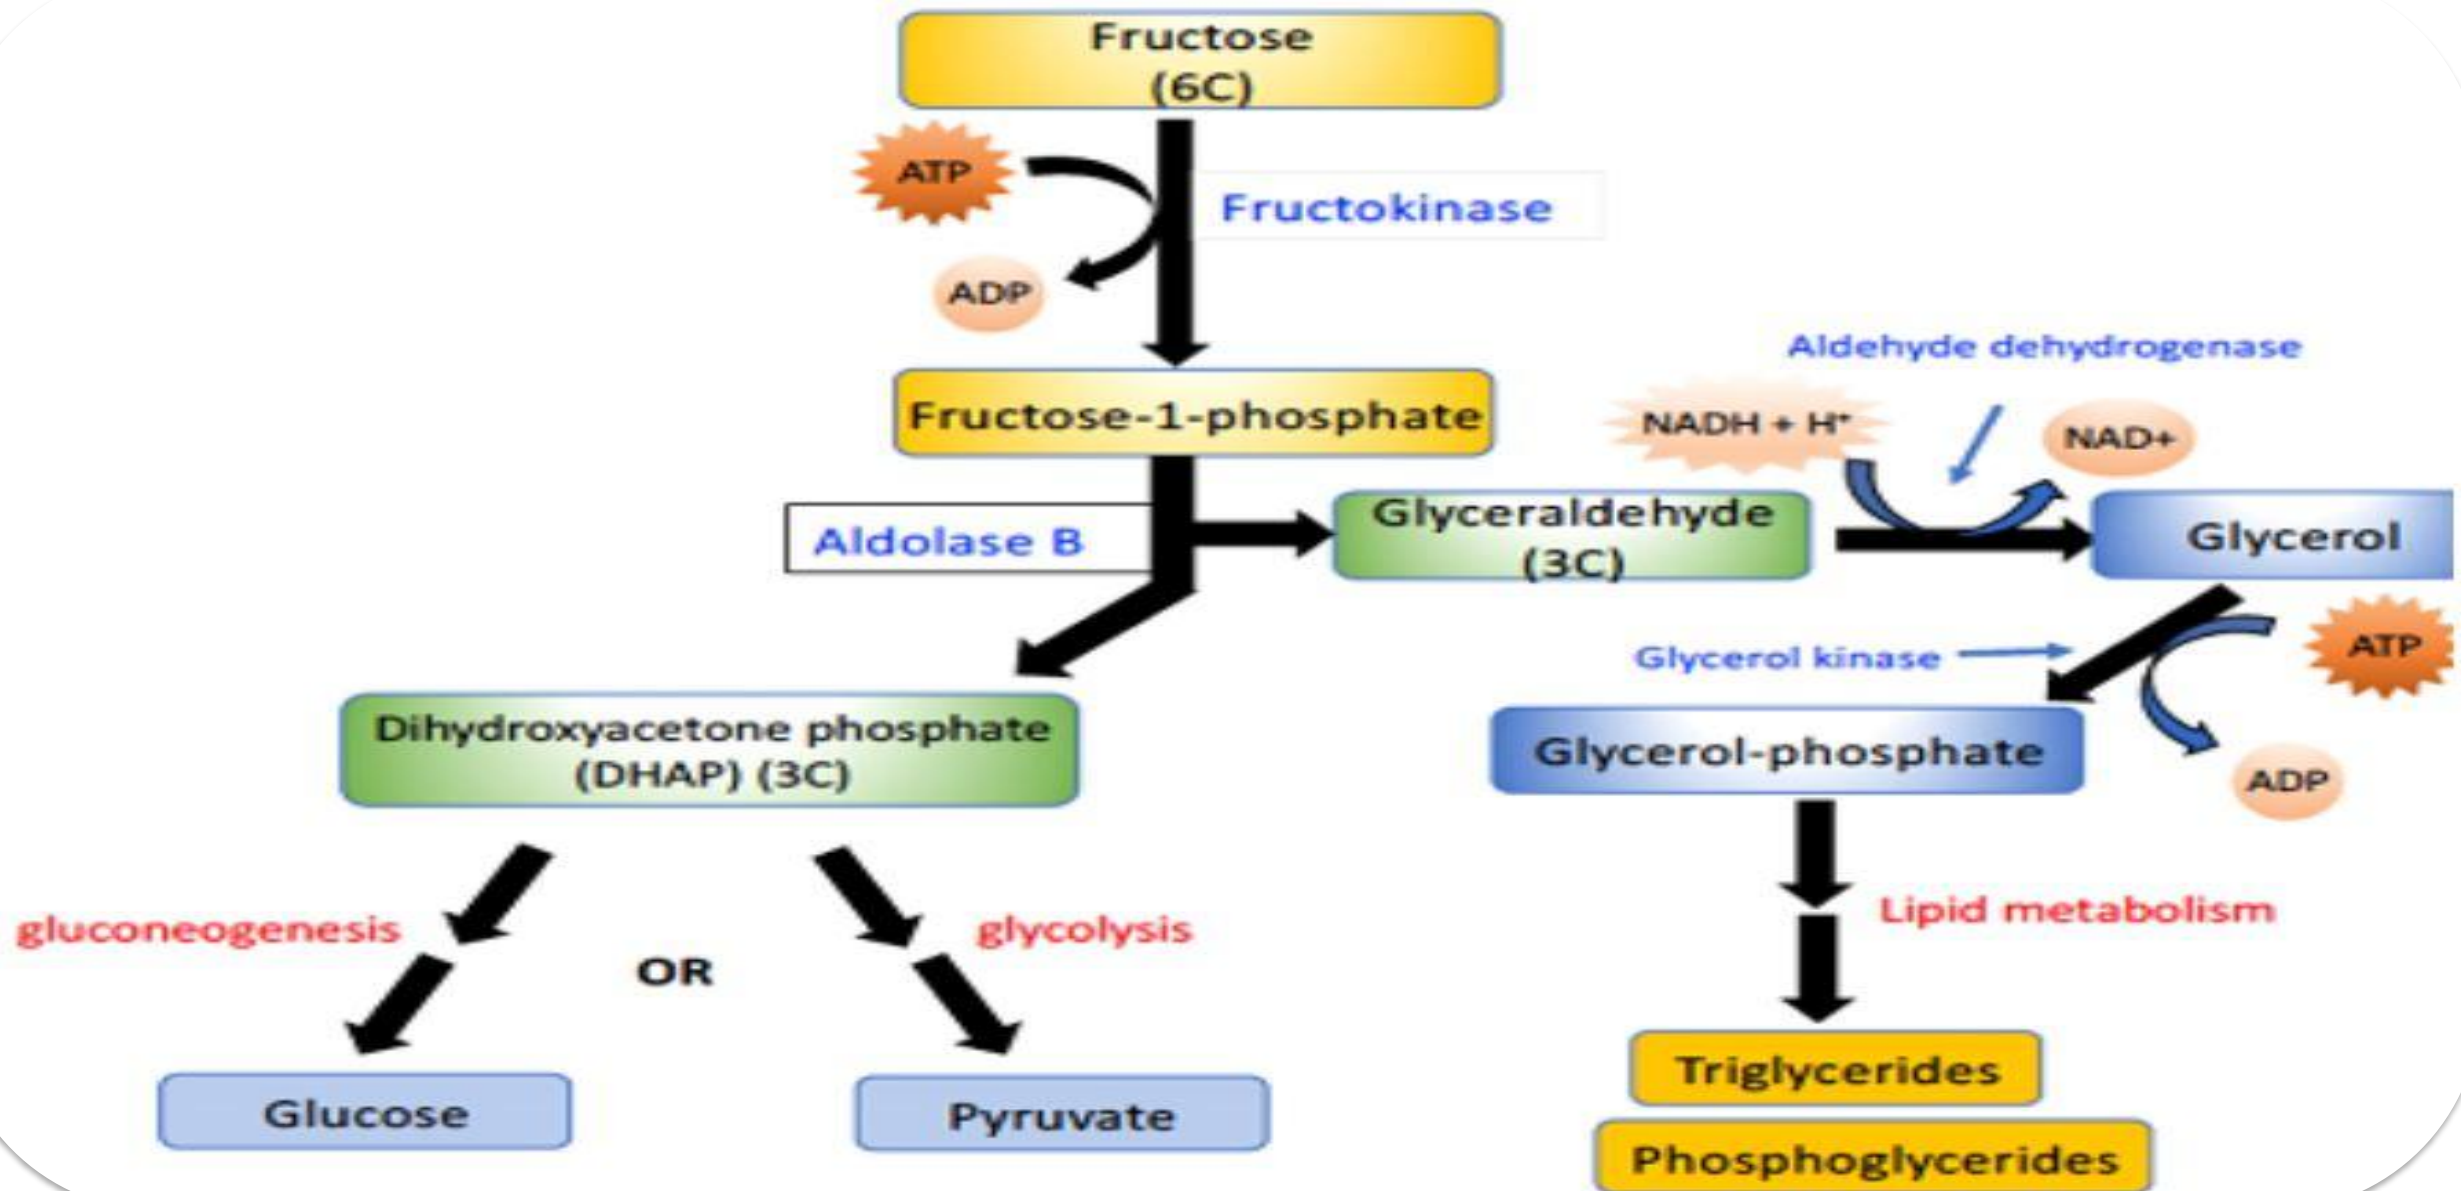 Fructose
(6C)
ATP
Fructokinase
ADP
Aldehyde dehydrogenase
Fructose-1-phosphate
NADH + H⁺
NAD+
Aldolase B
Glyceraldehyde
(3C)
Glycerol
Glycerol kinase
ATP
Dihydroxyacetone phosphate
(DHAP) (3C)
Glycerol-phosphate
ADP
gluconeogenesis
OR
glycolysis
Lipid metabolism
Glucose
Pyruvate
Triglycerides
Phosphoglycerides